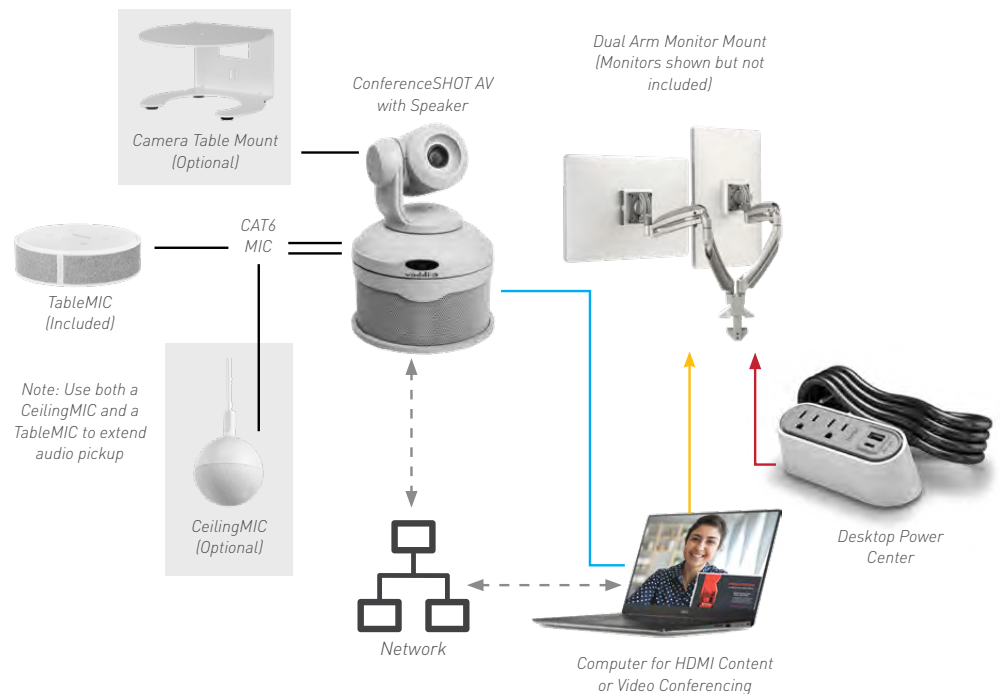 Dual Arm Monitor Mount
(Monitors shown but not
included)
ConferenceSHOT AV
with Speaker
Camera Table Mount
(Optional)
CAT6
MIC
vaddio
TableMIC
(Included)
Note: Use both a
CeilingMIC and a
TableMIC to extend
audio pickup
CeilingMIC
(Optional)
Desktop Power
Center
Network
Computer for HDMI Content
or Video Conferencing